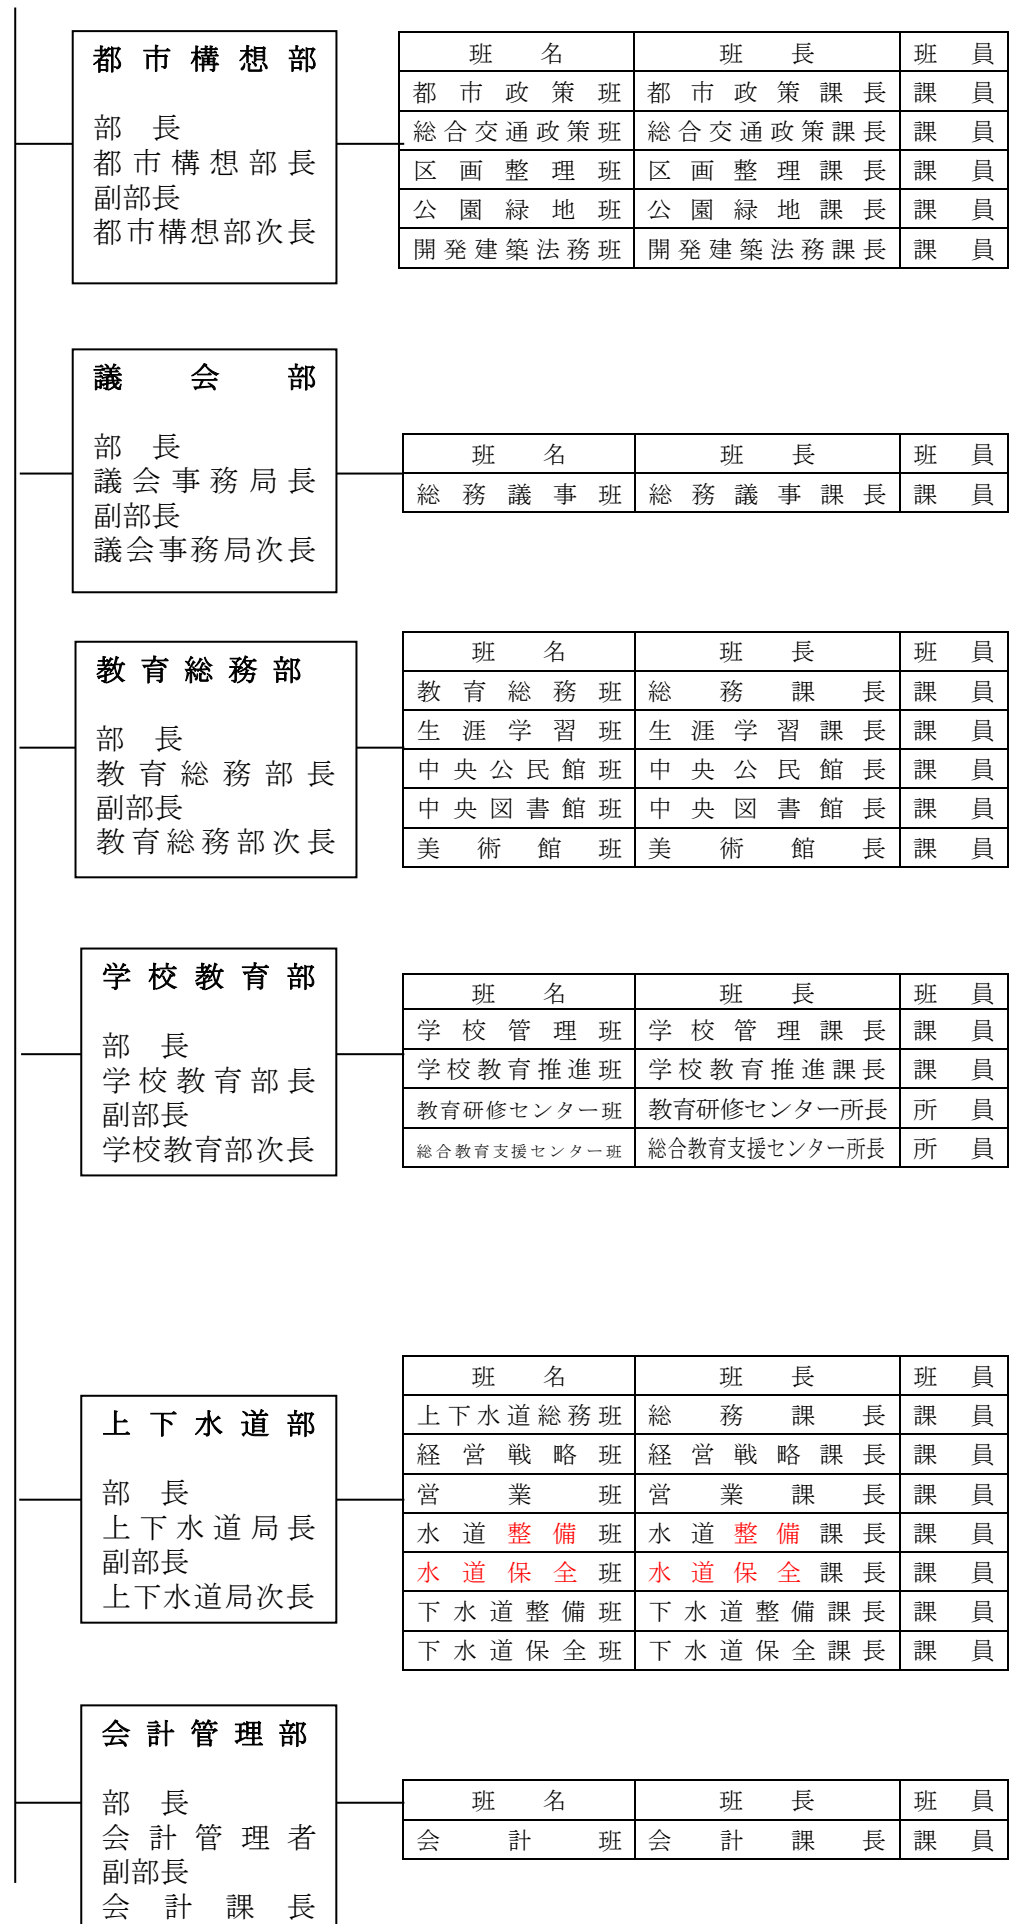 都市構想部
部　長
都市構想部長
副部長
都市構想部次長
班　名 班　長 班　員
都市政策班 都市政策課長 課　員
総合交通政策班 総合交通政策課長 課　員
区画整理班 区画整理課長 課　員
公園緑地班 公園緑地課長 課　員
開発建築法務班 開発建築法務課長 課　員
議会部
部　長
議会事務局長
副部長
議会事務局次長
班　名 班　長 班　員
総務議事班 総務議事課長 課　員
教育総務部
部　長
教育総務部長
副部長
教育総務部次長
班　名 班　長 班　員
教育総務班 総務課長 課　員
生涯学習班 生涯学習課長 課　員
中央公民館班 中央公民館長 課　員
中央図書館班 中央図書館長 課　員
美術館班 美術館長 課　員
学校教育部
部　長
学校教育部長
副部長
学校教育部次長
班　名 班　長 班　員
学校管理班 学校管理課長 課　員
学校教育推進班 学校教育推進課長 課　員
教育研修センター班 教育研修センター所長 所　員
総合教育支援センター班 総合教育支援センター所長 所　員
上下水道部
部　長
上下水道局長
副部長
上下水道局次長
班　名 班　長 班　員
上下水道総務班 総務課長 課　員
経営戦略班 経営戦略課長 課　員
営業班 営業課長 課　員
水道整備班 水道整備課長 課　員
水道保全班 水道保全課長 課　員
下水道整備班 下水道整備課長 課　員
下水道保全班 下水道保全課長 課　員
会計管理部
部　長
会計管理者
副部長
会計課長
班　名 班　長 班　員
会計班 会計課長 課　員